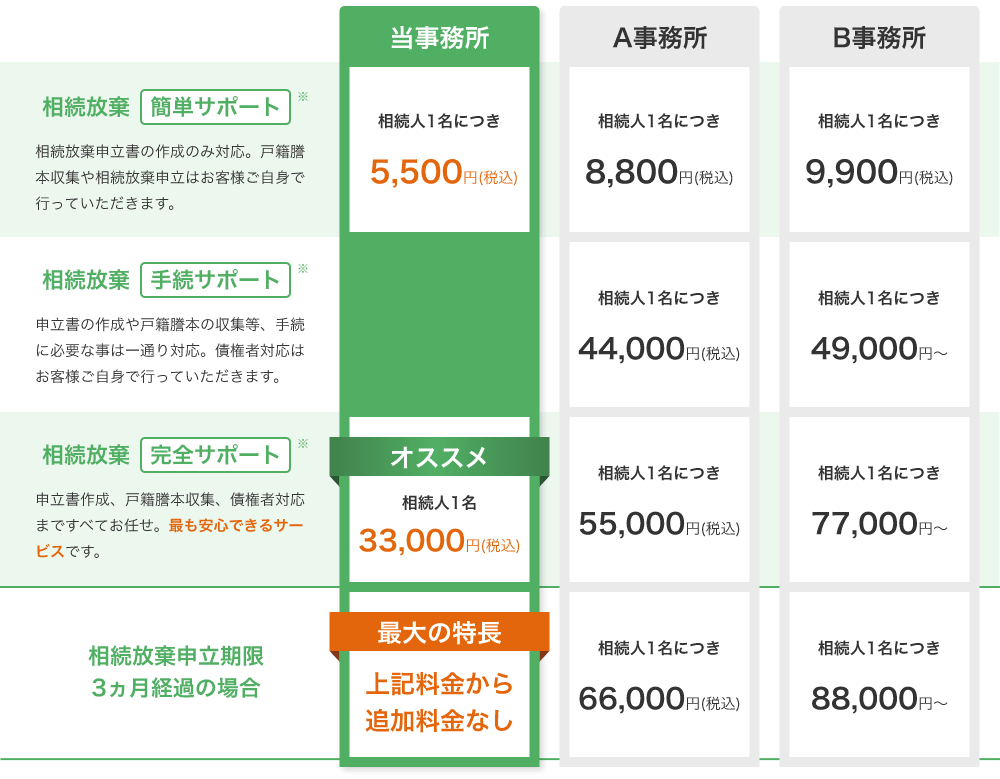 当事務所
A事務所
B事務所
相続放棄 簡単サポート ※
相続放棄申立書の作成のみ対応。戸籍謄
本収集や相続放棄申立はお客様ご自身で
行っていただきます。
相続人1名につき
5,500円(税込)
相続人1名につき
8,800円(税込)
相続人1名につき
9,900円(税込)
相続放棄 手続サポート ※
申立書の作成や戸籍謄本の収集等、手続
に必要な事は一通り対応。債権者対応は
お客様ご自身で行っていただきます。
相続人1名につき
44,000円(税込)
相続人1名につき
49,000円〜
相続放棄 完全サポート ※
申立書作成、戸籍謄本収集、債権者対応
まですべてお任せ。最も安心できるサー
ビスです。
オススメ
相続人1名
33,000円(税込)
相続人1名につき
55,000円(税込)
相続人1名につき
77,000円〜
相続放棄申立期限
3ヵ月経過の場合
最大の特長
上記料金から
追加料金なし
相続人1名につき
66,000円(税込)
相続人1名につき
88,000円〜